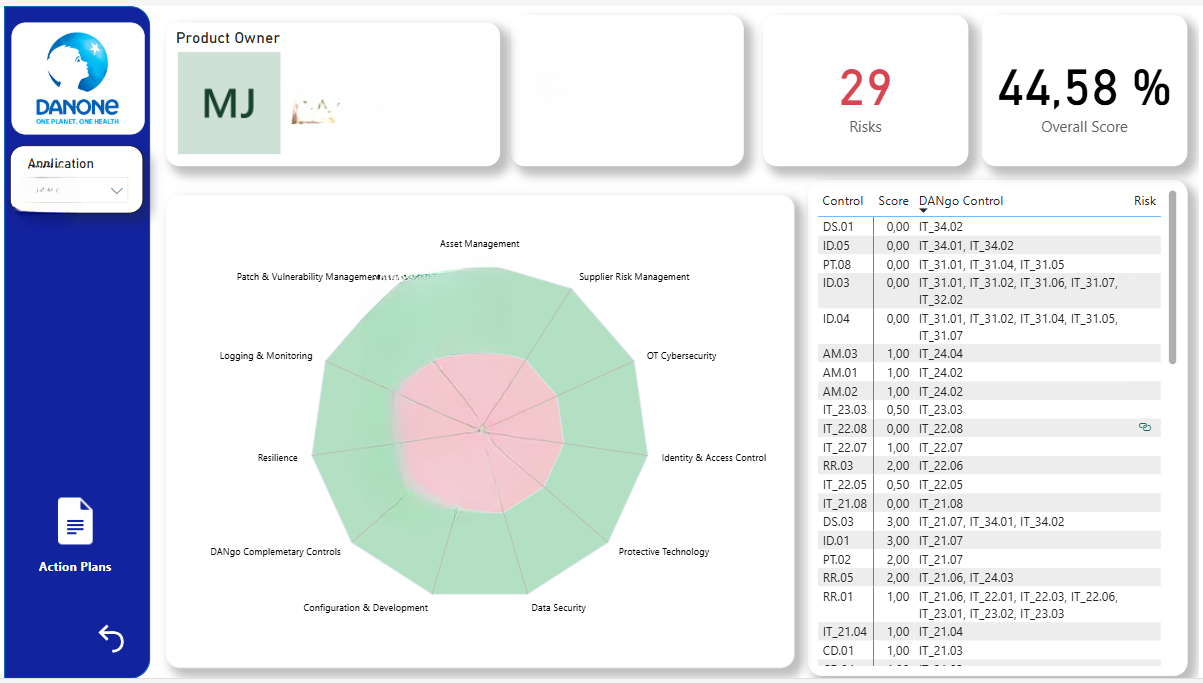 DANONE
ONE PLANET. ONE HEALTH
Application
Action Plans
Product Owner
MJ
29
Risks
44,58 %
Overall Score
Asset Management
Patch & Vulnerability Management
Supplier Risk Management
Logging & Monitoring
OT Cybersecurity
Resilience
Identity & Access Control
DANgo Complemetary Controls
Protective Technology
Configuration & Development
Data Security
Control Score DANgo Control Risk
DS.01 0,00 IT_34.02
ID.05 0,00 IT_34.01, IT_34.02
PT.08 0,00 IT_31.01, IT_31.04, IT_31.05
ID.03 0,00 IT_31.01, IT_31.02, IT_31.06, IT_31.07,
IT_32.02
ID.04 0,00 IT_31.01, IT_31.02, IT_31.04, IT_31.05,
IT_31.07
AM.03 1,00 IT_24.04
AM.01 1,00 IT_24.02
AM.02 1,00 IT_24.02
IT_23.03 0,50 IT_23.03
IT_22.08 0,00 IT_22.08
IT_22.07 1,00 IT_22.07
RR.03 2,00 IT_22.06
IT_22.05 0,50 IT_22.05
IT_21.08 0,00 IT_21.08
DS.03 3,00 IT_21.07, IT_34.01, IT_34.02
ID.01 3,00 IT_21.07
PT.02 2,00 IT_21.07
RR.05 2,00 IT_21.06, IT_24.03
RR.01 1,00 IT_21.06, IT_22.01, IT_22.03, IT_22.06,
IT_23.01, IT_23.02, IT_23.03
IT_21.04 1,00 IT_21.04
CD.01 1,00 IT_21.03